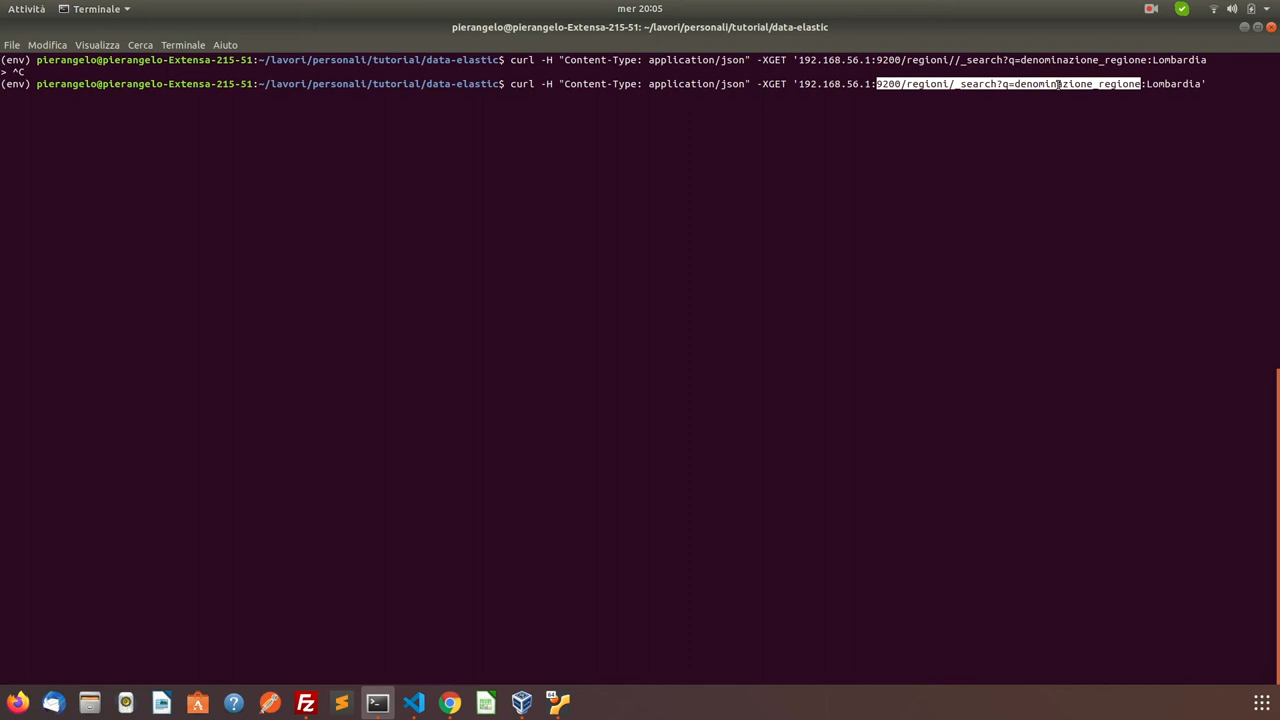 Attività Terminale mer 20:05
pierangelo@pierangelo-Extensa-215-51: ~/lavori/personali/tutorial/data-elastic
File Modifica Visualizza Cerca Terminale Aiuto
(env) pierangelo@pierangelo-Extensa-215-51:~/lavori/personali/tutorial/data-elastic$ curl -H "Content-Type: application/json" -XGET '192.168.56.1:9200/regioni//_search?q=denominazione_regione:Lombardia
> ^C
(env) pierangelo@pierangelo-Extensa-215-51:~/lavori/personali/tutorial/data-elastic$ curl -H "Content-Type: application/json" -XGET '192.168.56.1:9200/regioni/_search?q=denominazione_regione:Lombardia'